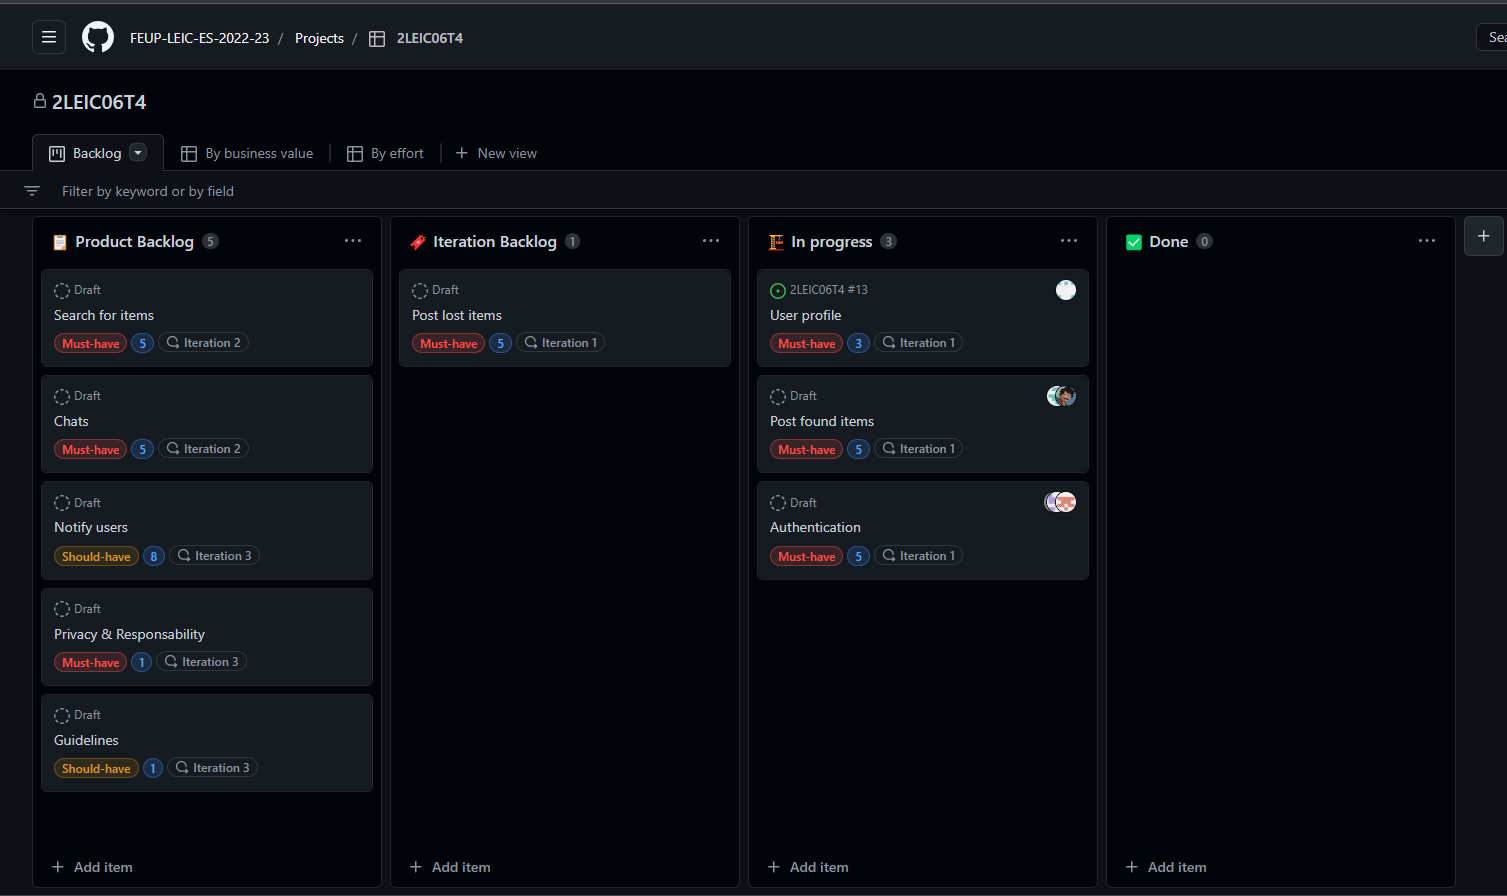 FEUP-LEIC-ES-2022-23 / Projects / 2LEIC06T4
Sea
2LEIC06T4
Backlog By business value By effort New view
Filter by keyword or by field
Product Backlog 5
Draft
Search for items
Must-have 5 Iteration 2
Draft
Chats
Must-have 5 Iteration 2
Draft
Notify users
Should-have 8 Iteration 3
Draft
Privacy & Responsability
Must-have 1 Iteration 3
Draft
Guidelines
Should-have 1 Iteration 3
Add item
Iteration Backlog 1
Draft
Post lost items
Must-have 5 Iteration 1
Add item
In progress 3
2LEIC06T4 #13
User profile
Must-have 3 Iteration 1
Draft
Post found items
Must-have 5 Iteration 1
Draft
Authentication
Must-have 5 Iteration 1
Add item
Done 0
Add item